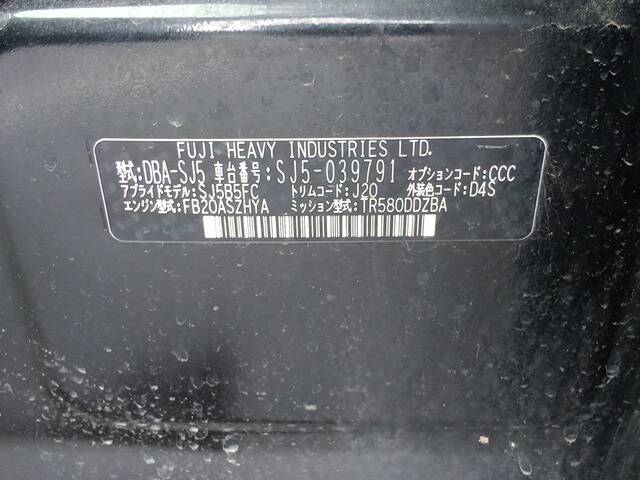 FUJI HEAVY INDUSTRIES LTD.
型式:DBA-SJ5 車台番号:SJ5-039791 オプションコード:CCC
アプライドモデル:SJ5B5FC トリムコード:J20 外装色コード:D4S
エンジン型式:FB20ASZHYA ミッション型式:TR580DDZBA